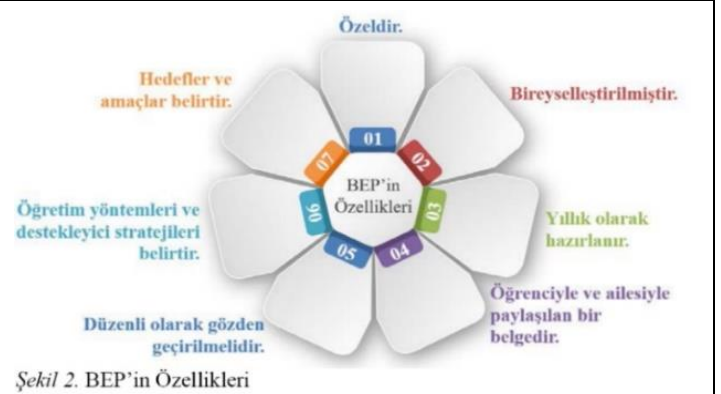 Özeldir.
Hedefler ve
amaçlar belirtir.
Bireyselleştirilmiştir.
01
07
02
BEP'in
Özellikleri
06
03
05
04
Öğretim yöntemleri ve
destekleyici stratejileri
belirtir.
Yıllık olarak
hazırlanır.
Öğrenciyle ve ailesiyle
paylaşılan bir
belgedir.
Düzenli olarak gözden
geçirilmelidir.
Şekil 2. BEP'in Özellikleri